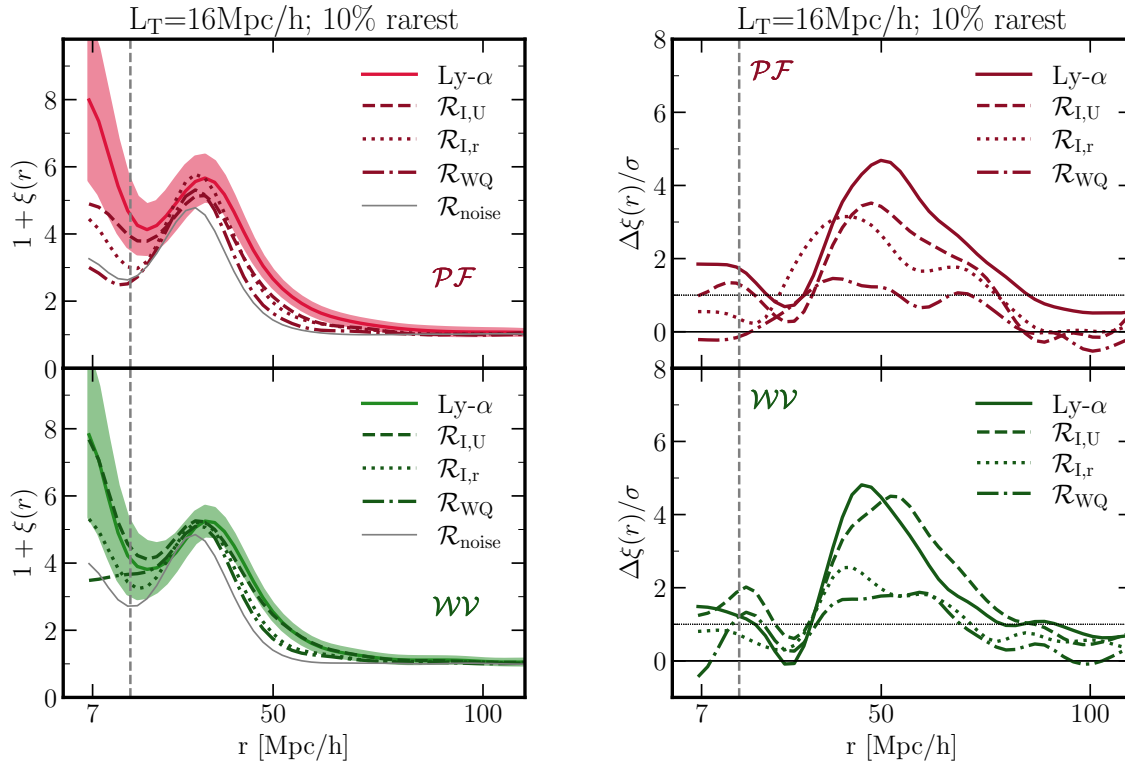 L_T=16Mpc/h; 10% rarest
8
6
4
2
0
1 + ξ(r)
Ly-α
ℛ_I,U
ℛ_I,r
ℛ_WQ
ℛ_noise
𝒫ℱ
8
6
4
2
0
1 + ξ(r)
Ly-α
ℛ_I,U
ℛ_I,r
ℛ_WQ
ℛ_noise
𝒲𝒱
7 50 100
r [Mpc/h]
L_T=16Mpc/h; 10% rarest
8
6
4
2
0
Δξ(r)/σ
𝒫ℱ
Ly-α
ℛ_I,U
ℛ_I,r
ℛ_WQ
8
6
4
2
0
Δξ(r)/σ
𝒲𝒱
Ly-α
ℛ_I,U
ℛ_I,r
ℛ_WQ
7 50 100
r [Mpc/h]